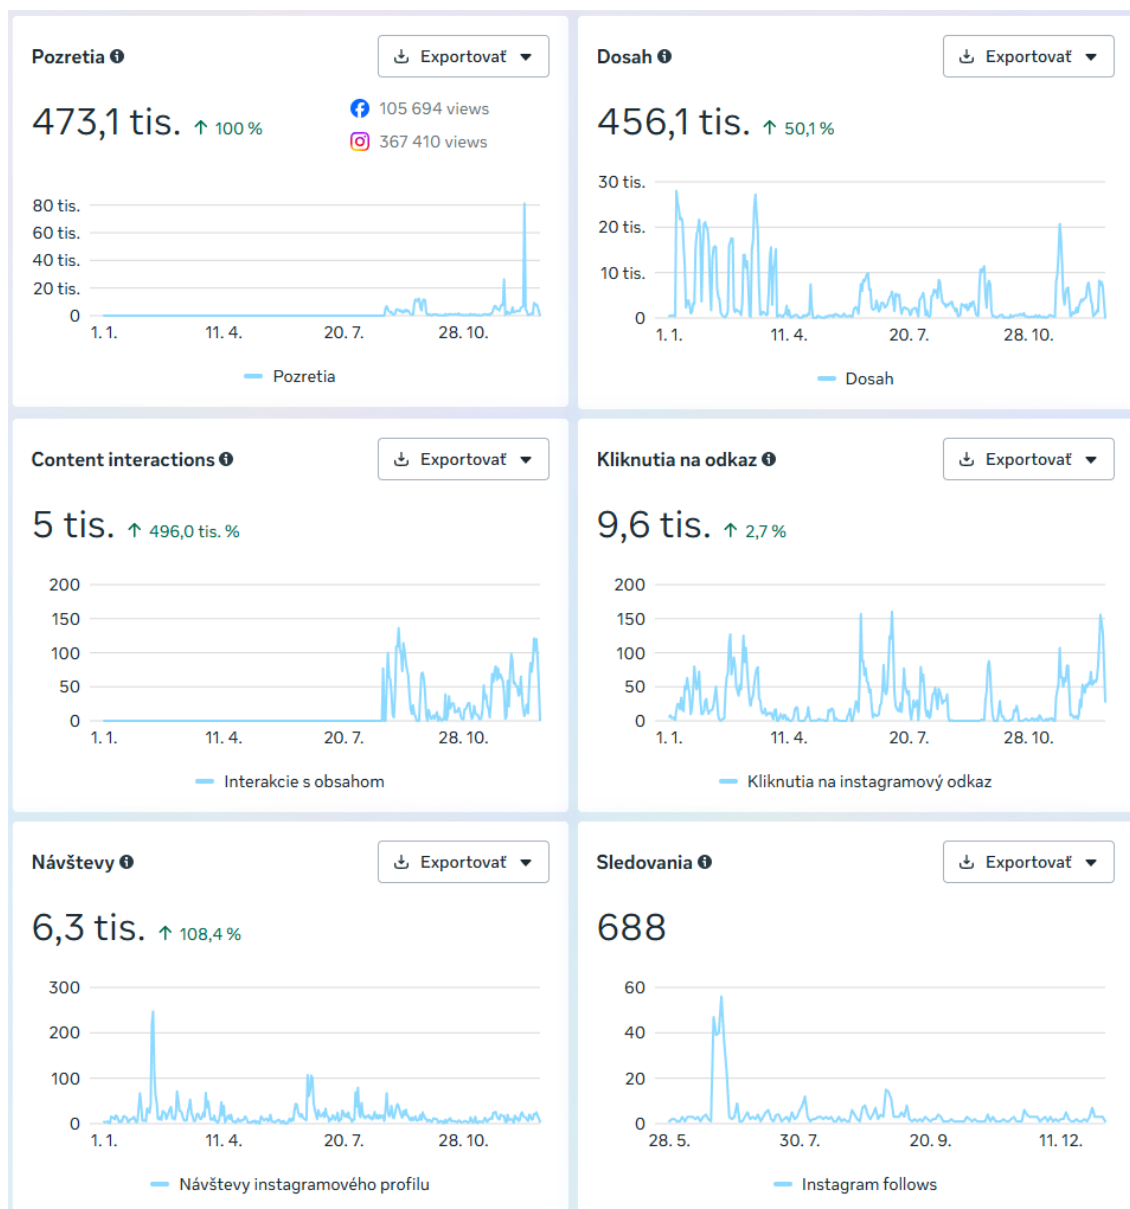 Pozretia
Exportovať
473,1 tis. ↑ 100 %
105 694 views
367 410 views
80 tis.
60 tis.
40 tis.
20 tis.
0
1. 1. 11. 4. 20. 7. 28. 10.
Pozretia
Dosah
Exportovať
456,1 tis. ↑ 50,1 %
30 tis.
20 tis.
10 tis.
0
1. 1. 11. 4. 20. 7. 28. 10.
Dosah
Content interactions
Exportovať
5 tis. ↑ 496,0 tis. %
200
150
100
50
0
1. 1. 11. 4. 20. 7. 28. 10.
Interakcie s obsahom
Kliknutia na odkaz
Exportovať
9,6 tis. ↑ 2,7 %
200
150
100
50
0
1. 1. 11. 4. 20. 7. 28. 10.
Kliknutia na instagramový odkaz
Návštevy
Exportovať
6,3 tis. ↑ 108,4 %
300
200
100
0
1. 1. 11. 4. 20. 7. 28. 10.
Návštevy instagramového profilu
Sledovania
Exportovať
688
60
40
20
0
28. 5. 30. 7. 20. 9. 11. 12.
Instagram follows